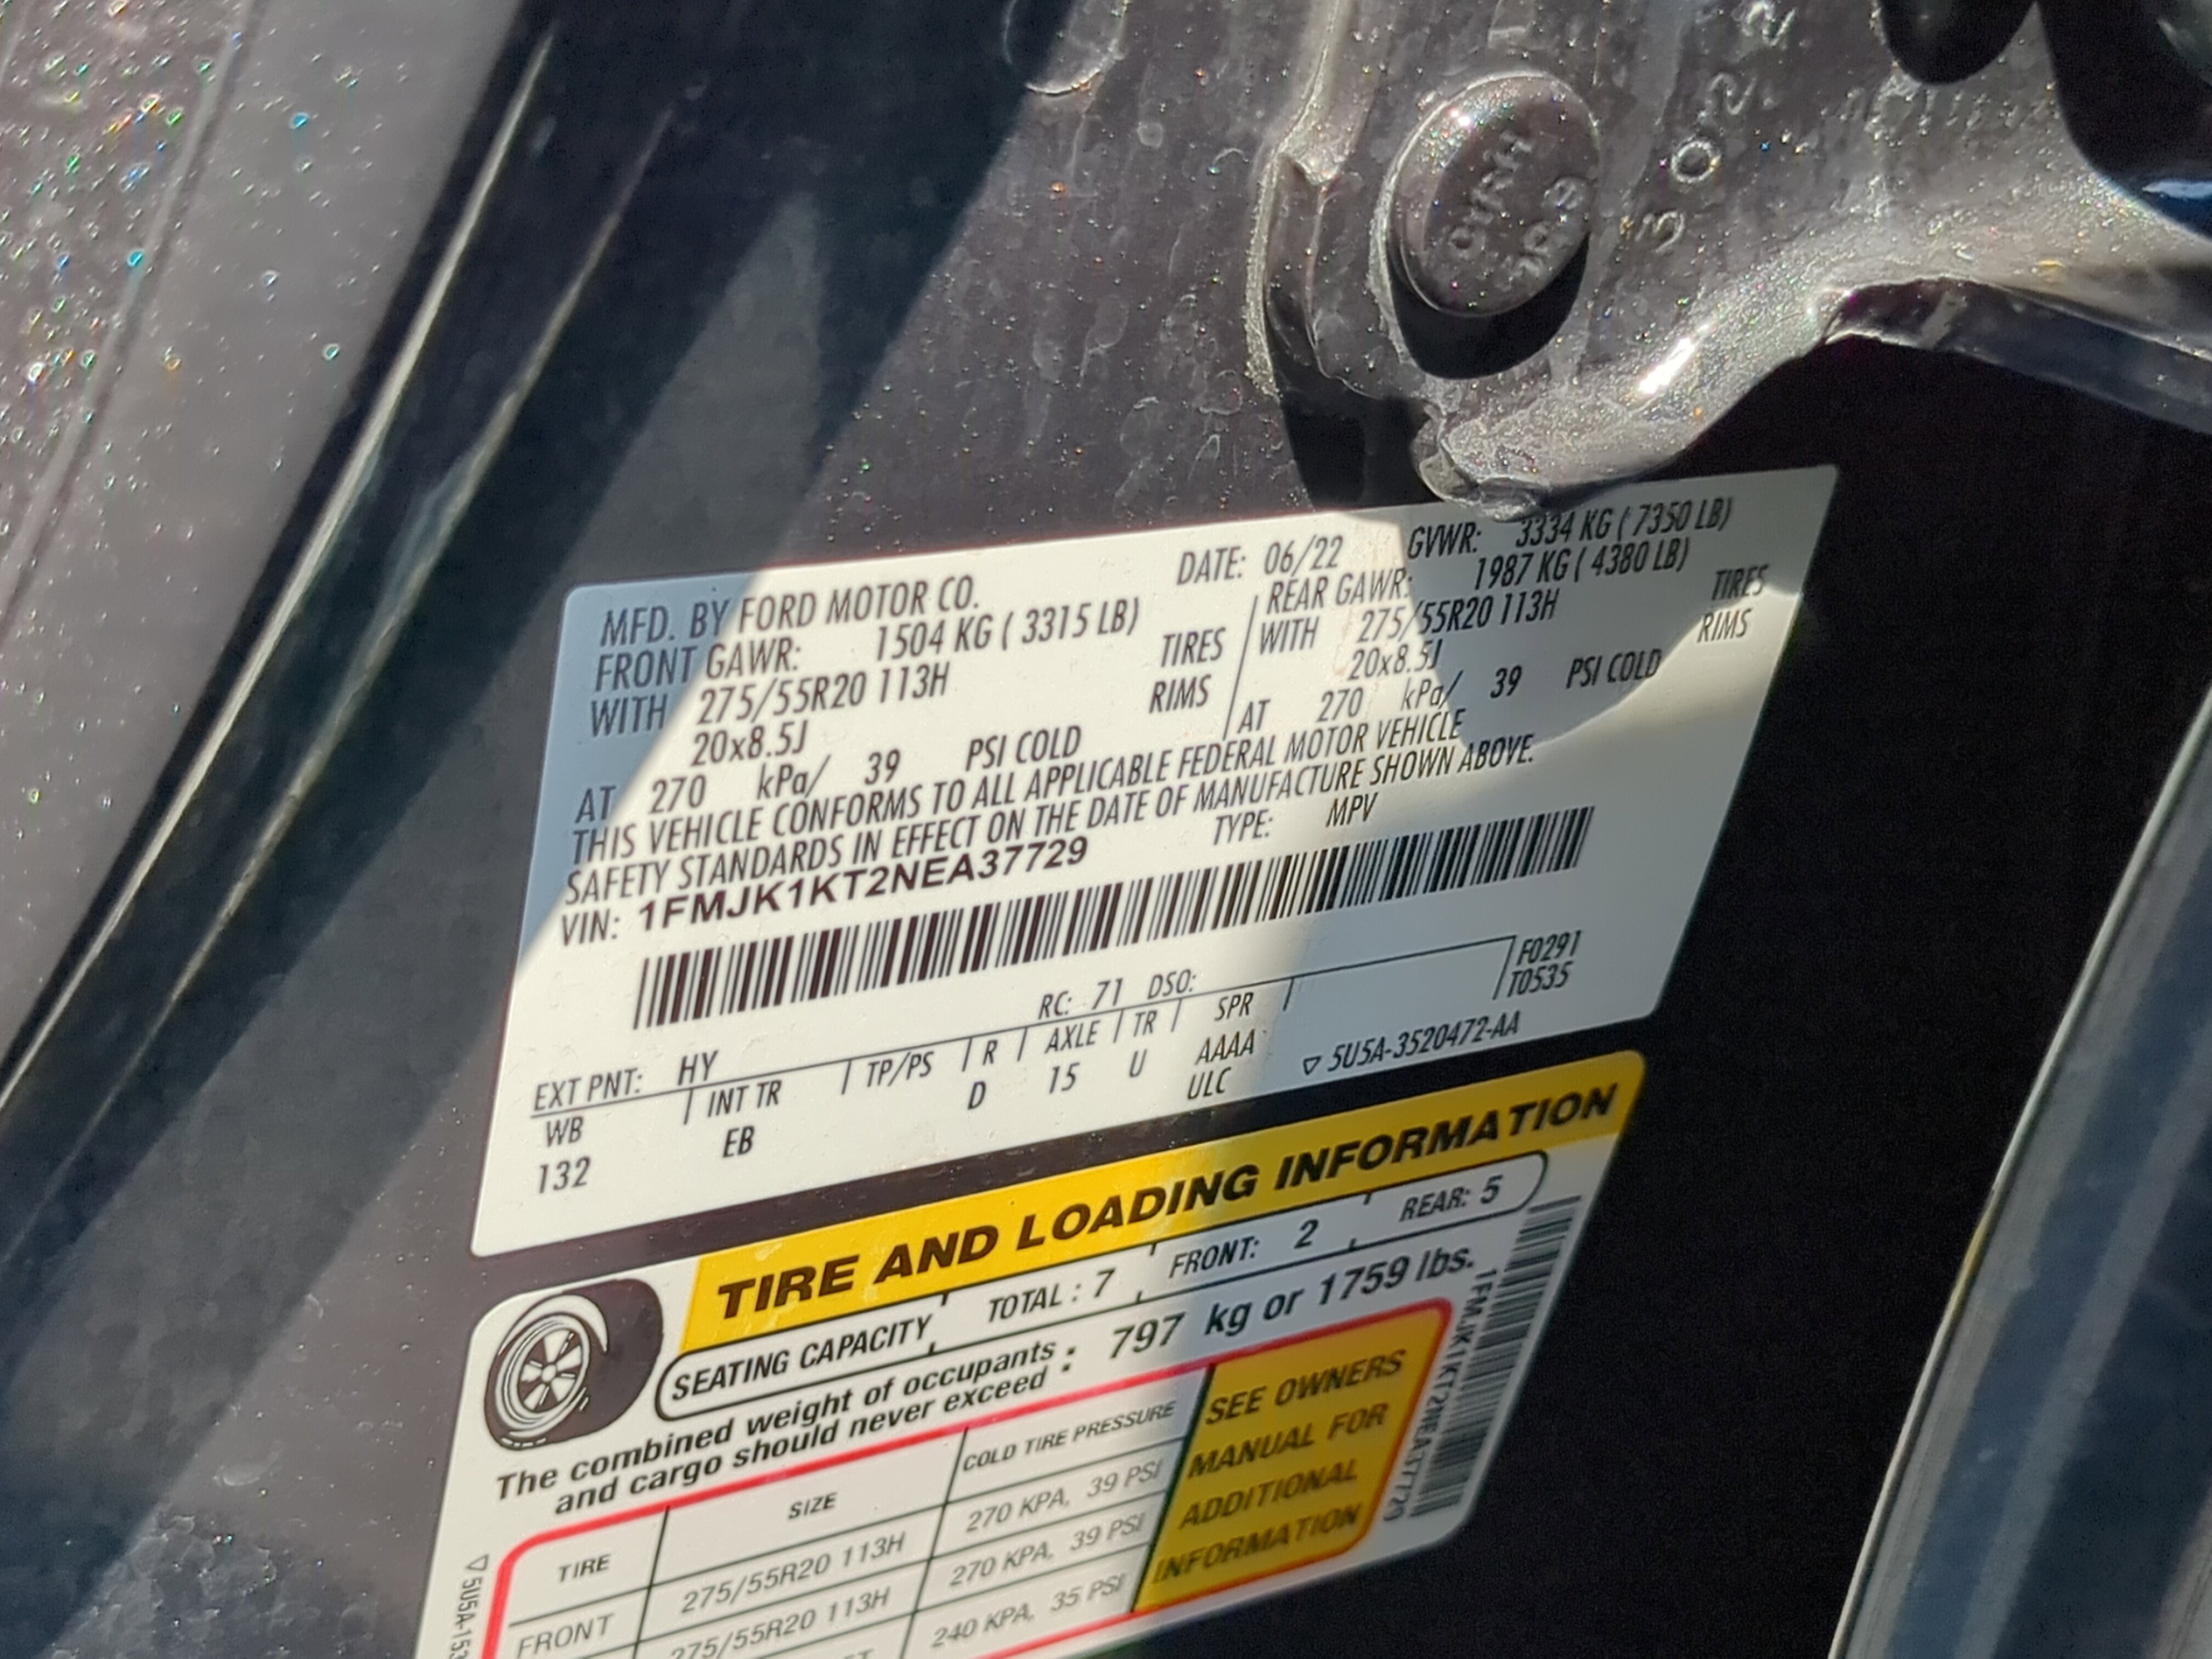 3022
MFD. BY FORD MOTOR CO.
DATE: 06/22
GVWR: 3334 KG ( 7350 LB)
FRONT GAWR: 1504 KG ( 3315 LB)
REAR GAWR: 1987 KG ( 4380 LB)
WITH 275/55R20 113H TIRES
WITH 275/55R20 113H TIRES
20x8.5J RIMS
20x8.5J RIMS
AT 270 kPa/ 39 PSI COLD
AT 270 kPa/ 39 PSI COLD
THIS VEHICLE CONFORMS TO ALL APPLICABLE FEDERAL MOTOR VEHICLE
SAFETY STANDARDS IN EFFECT ON THE DATE OF MANUFACTURE SHOWN ABOVE.
VIN: 1FMJK1KT2NEA37729
TYPE: MPV
EXT PNT: HY RC: 71 DSO:
WB INT TR TP/PS R AXLE TR SPR
F0291
T0535
132 EB D 15 U AAAA
ULC
▽ 5U5A-3520472-AA
TIRE AND LOADING INFORMATION
SEATING CAPACITY TOTAL : 7 FRONT: 2 REAR: 5
The combined weight of occupants
and cargo should never exceed : 797 kg or 1759 lbs.
TIRE SIZE COLD TIRE PRESSURE
FRONT 275/55R20 113H 270 KPA, 39 PSI
275/55R20 113H 270 KPA, 39 PSI
240 KPA, 35 PSI
SEE OWNERS
MANUAL FOR
ADDITIONAL
INFORMATION
1FMJK1KT2NEA37729